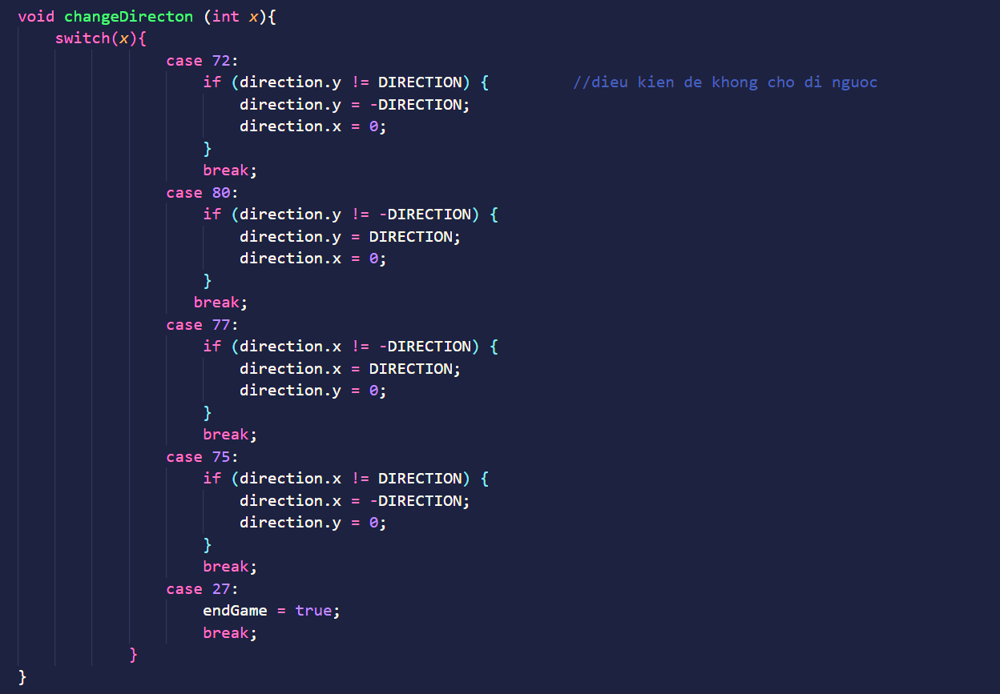 void changeDirecton (int x){
switch(x){
case 72:
if (direction.y != DIRECTION) { //dieu kien de khong cho di nguoc
direction.y = -DIRECTION;
direction.x = 0;
}
break;
case 80:
if (direction.y != -DIRECTION) {
direction.y = DIRECTION;
direction.x = 0;
}
break;
case 77:
if (direction.x != -DIRECTION) {
direction.x = DIRECTION;
direction.y = 0;
}
break;
case 75:
if (direction.x != DIRECTION) {
direction.x = -DIRECTION;
direction.y = 0;
}
break;
case 27:
endGame = true;
break;
}
}